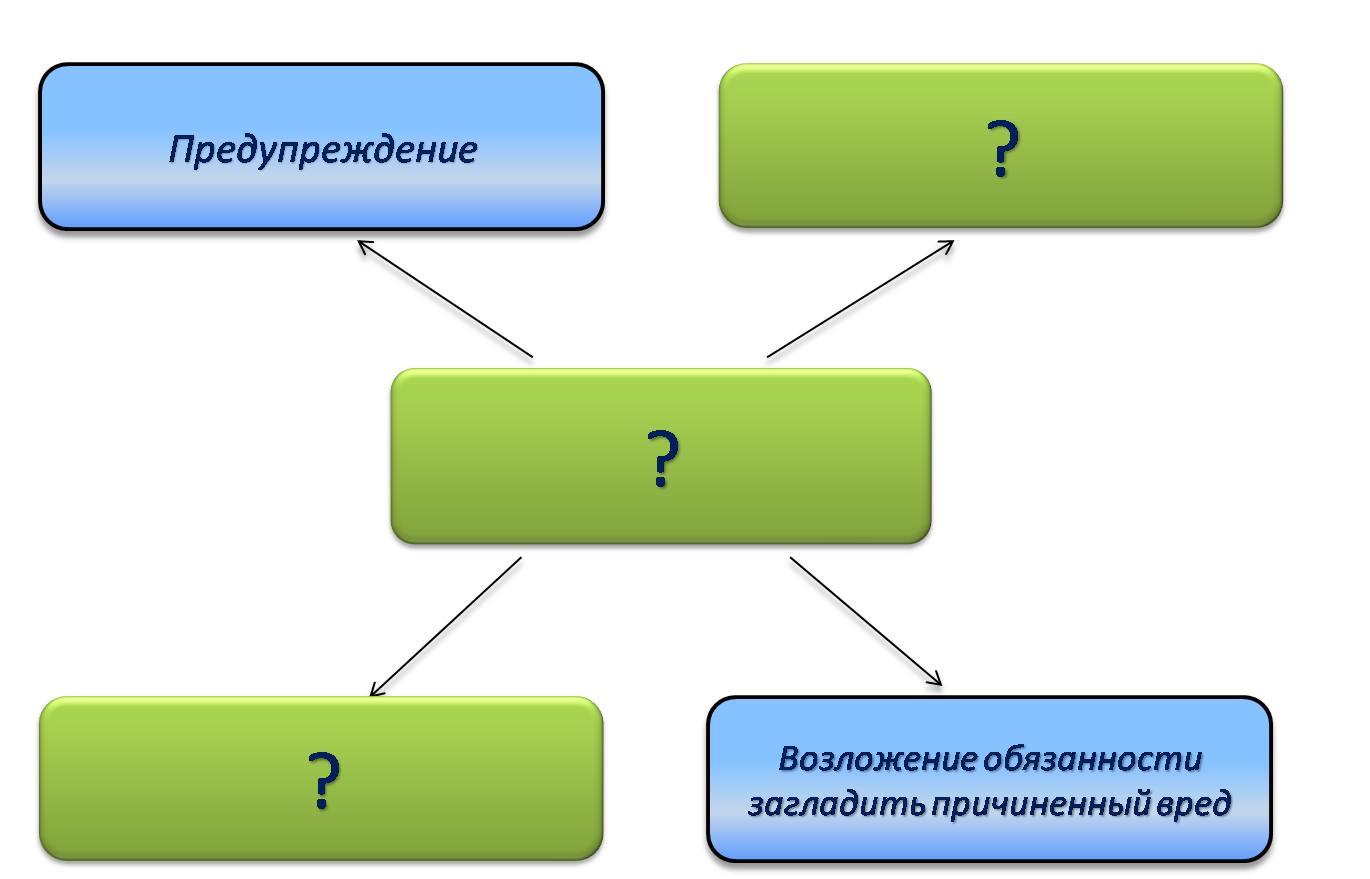 Предупреждение
?
?
?
Возложение обязанности
загладить причиненный вред